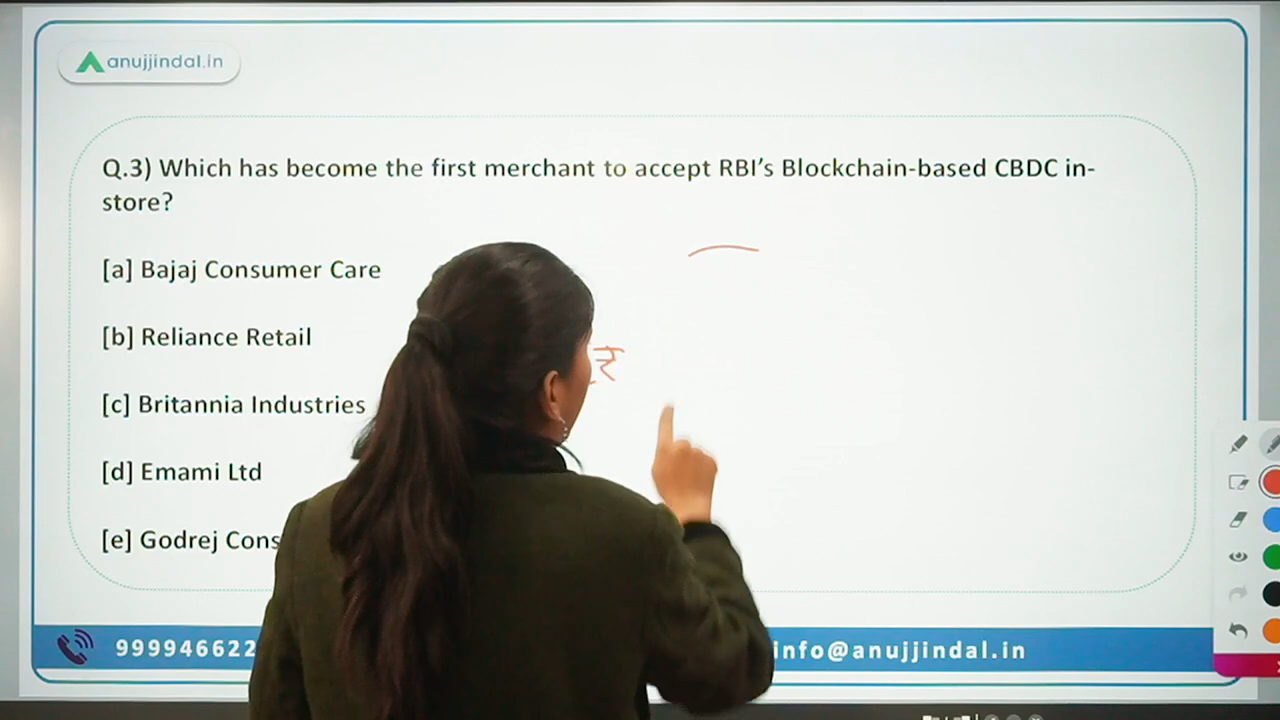 anujjindal.in
Q.3) Which has become the first merchant to accept RBI's Blockchain-based CBDC in-
store?
[a] Bajaj Consumer Care
[b] Reliance Retail
₹
[c] Britannia Industries
[d] Emami Ltd
[e] Godrej Cons
999946622
info@anujjindal.in